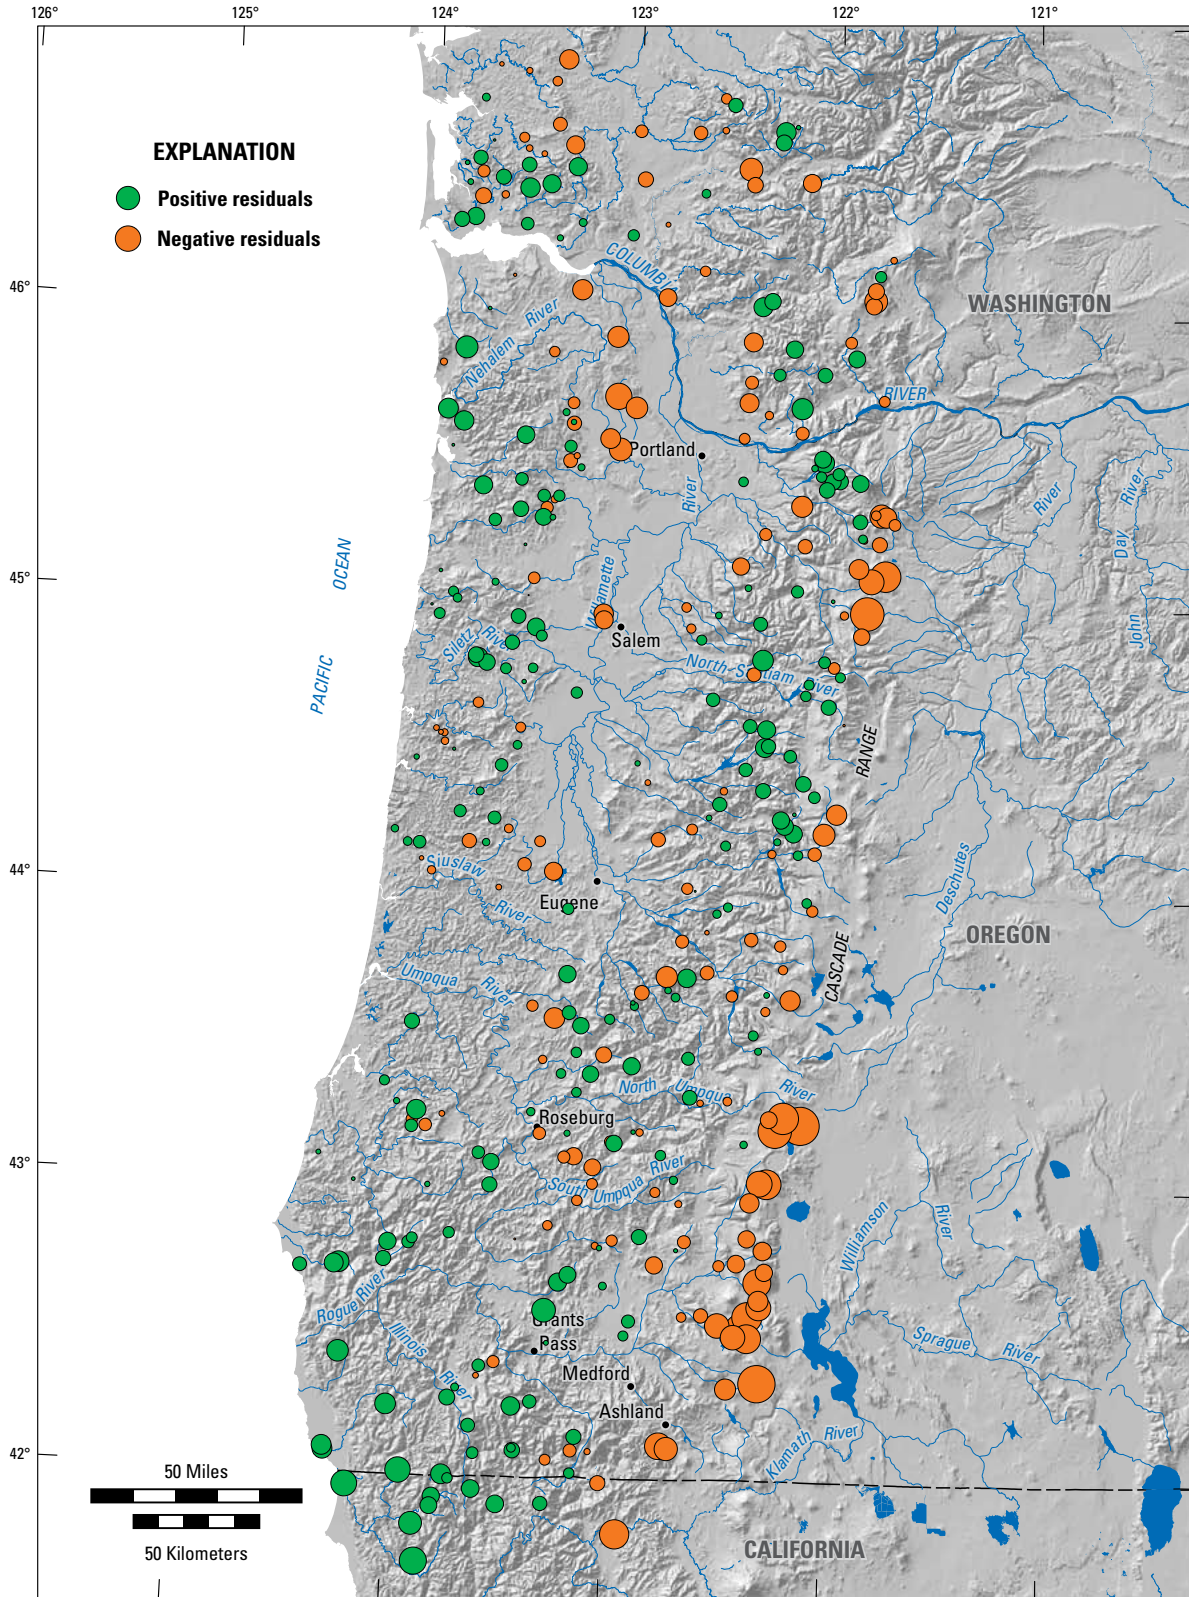 126° 125° 124° 123° 122° 121°
EXPLANATION
Positive residuals
Negative residuals
COLUMBIA
46°
WASHINGTON
Nehalem River
RIVER
Portland
River
River
River
Day
John
PACIFIC OCEAN
45°
Willamette
Salem
Siletz River
North Santiam River
RANGE
44°
Siuslaw
River
Eugene
Deschutes
OREGON
CASCADE
Umpqua
River
North Umpqua River
Roseburg
43°
South Umpqua River
Williamson
River
Rogue River
Grants
Pass
Illinois
River
Sprague
River
Medford
Ashland
Klamath River
42°
50 Miles
50 Kilometers
CALIFORNIA